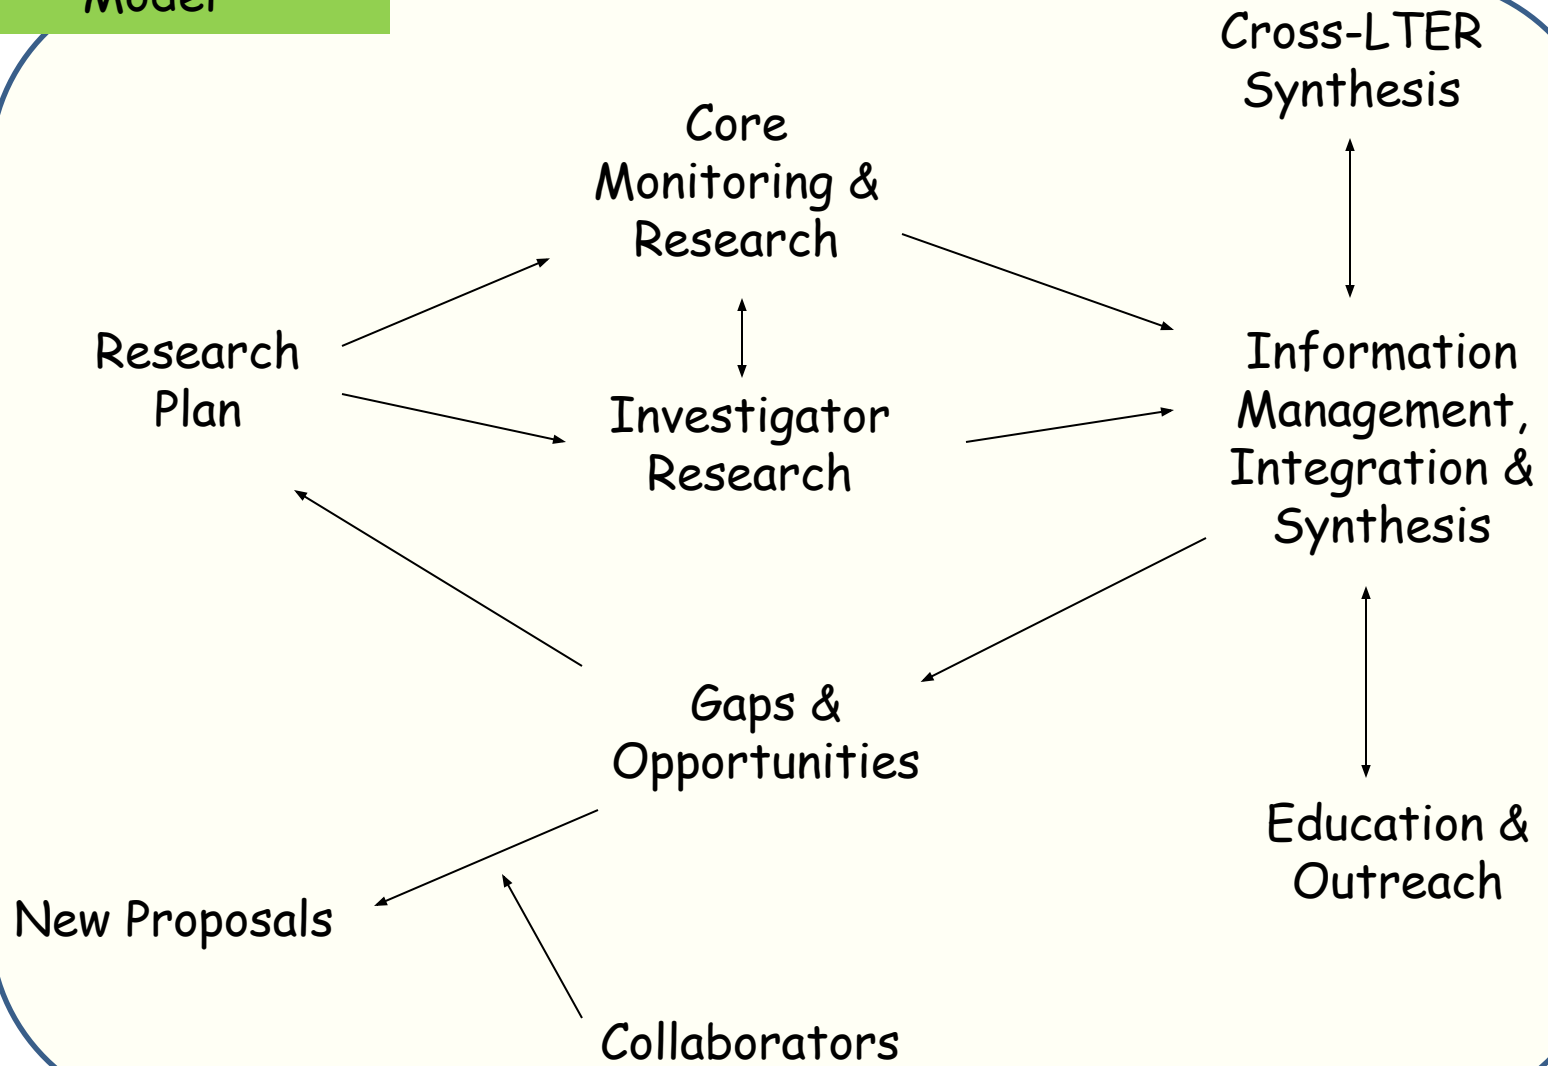 Model
Cross-LTER
Synthesis
Core
Monitoring &
Research
Research
Plan
Investigator
Research
Information
Management,
Integration &
Synthesis
Gaps &
Opportunities
Education &
Outreach
New Proposals
Collaborators